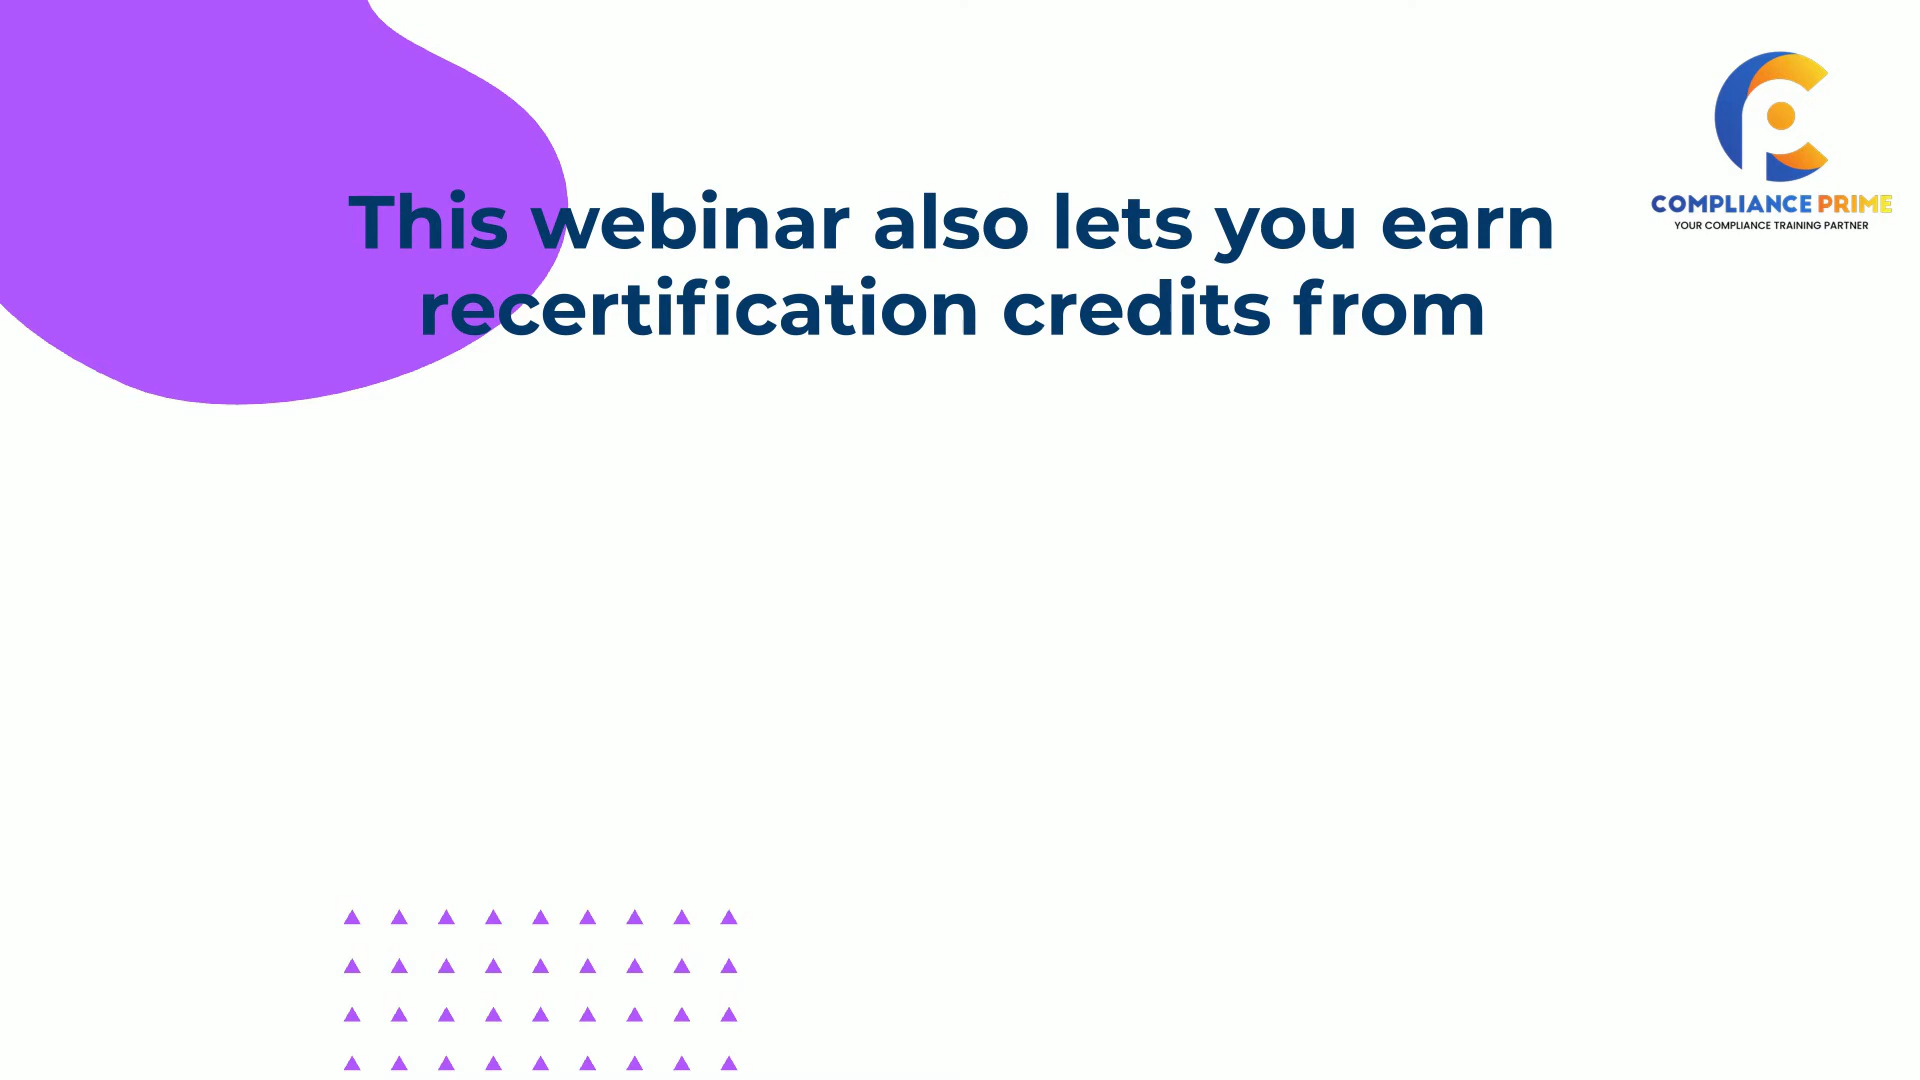 This webinar also lets you earn
recertification credits from
COMPLIANCE PRIME
YOUR COMPLIANCE TRAINING PARTNER